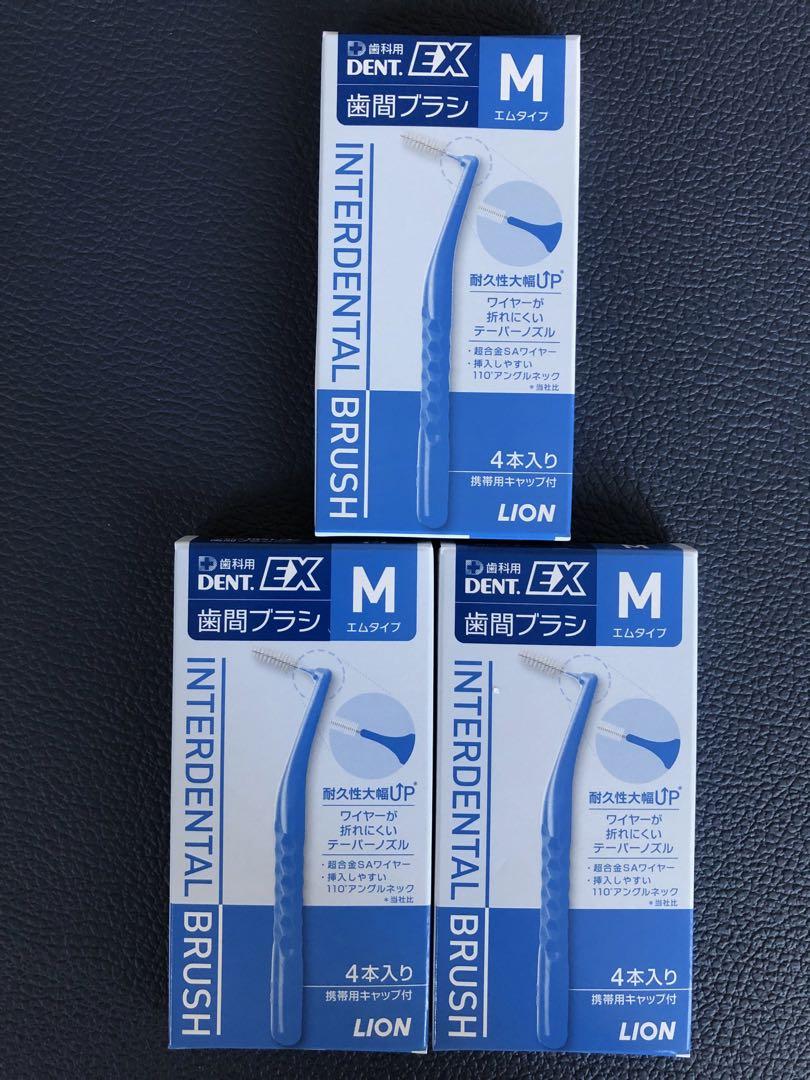 歯科用
DENT. EX
歯間ブラシ
M
エムタイプ
INTERDENTAL BRUSH
耐久性大幅UP*
ワイヤーが
折れにくい
テーパーノズル
・超合金SAワイヤー
・挿入しやすい
110°アングルネック
*当社比
4本入り
携帯用キャップ付
LION
歯科用
DENT. EX
歯間ブラシ
M
エムタイプ
INTERDENTAL BRUSH
耐久性大幅UP*
ワイヤーが
折れにくい
テーパーノズル
・超合金SAワイヤー
・挿入しやすい
110°アングルネック
*当社比
4本入り
携帯用キャップ付
LION
歯科用
DENT. EX
歯間ブラシ
M
エムタイプ
INTERDENTAL BRUSH
耐久性大幅UP*
ワイヤーが
折れにくい
テーパーノズル
・超合金SAワイヤー
・挿入しやすい
110°アングルネック
*当社比
4本入り
携帯用キャップ付
LION